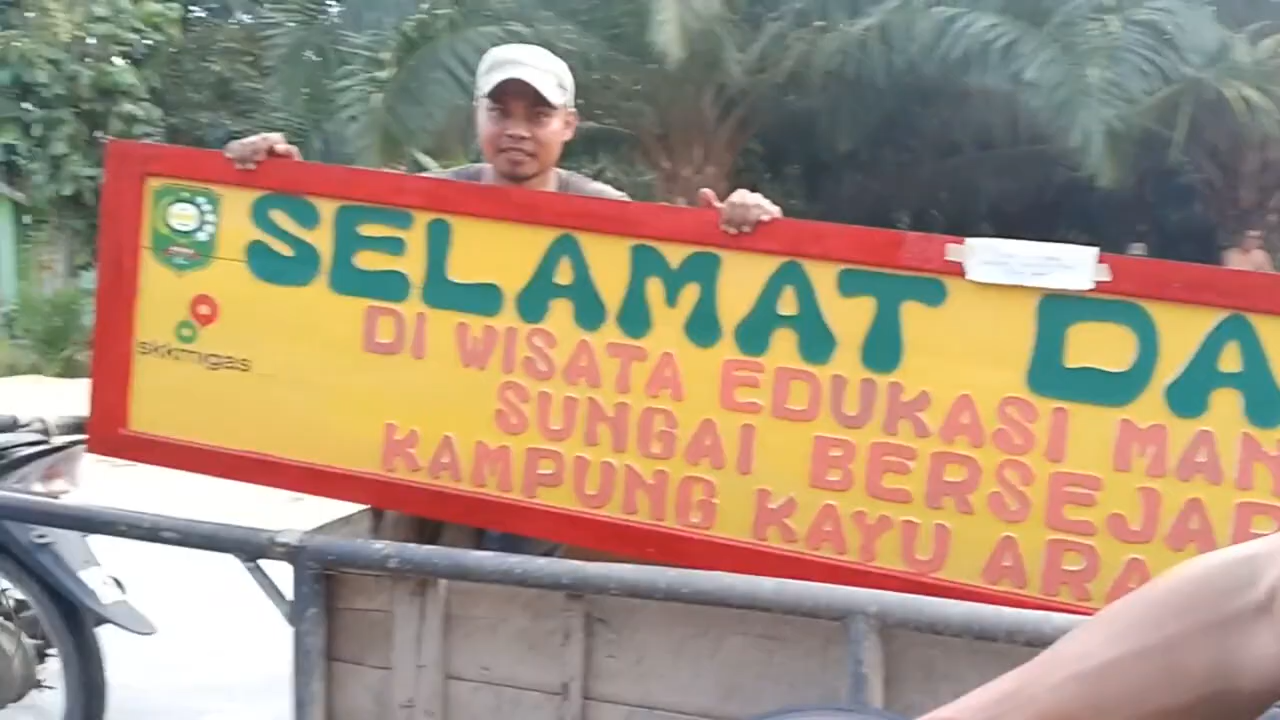 SELAMAT DA
DI WISATA EDUKASI MAN
SUNGAI BERSEJAR
KAMPUNG KAYU ARA
skkmigas